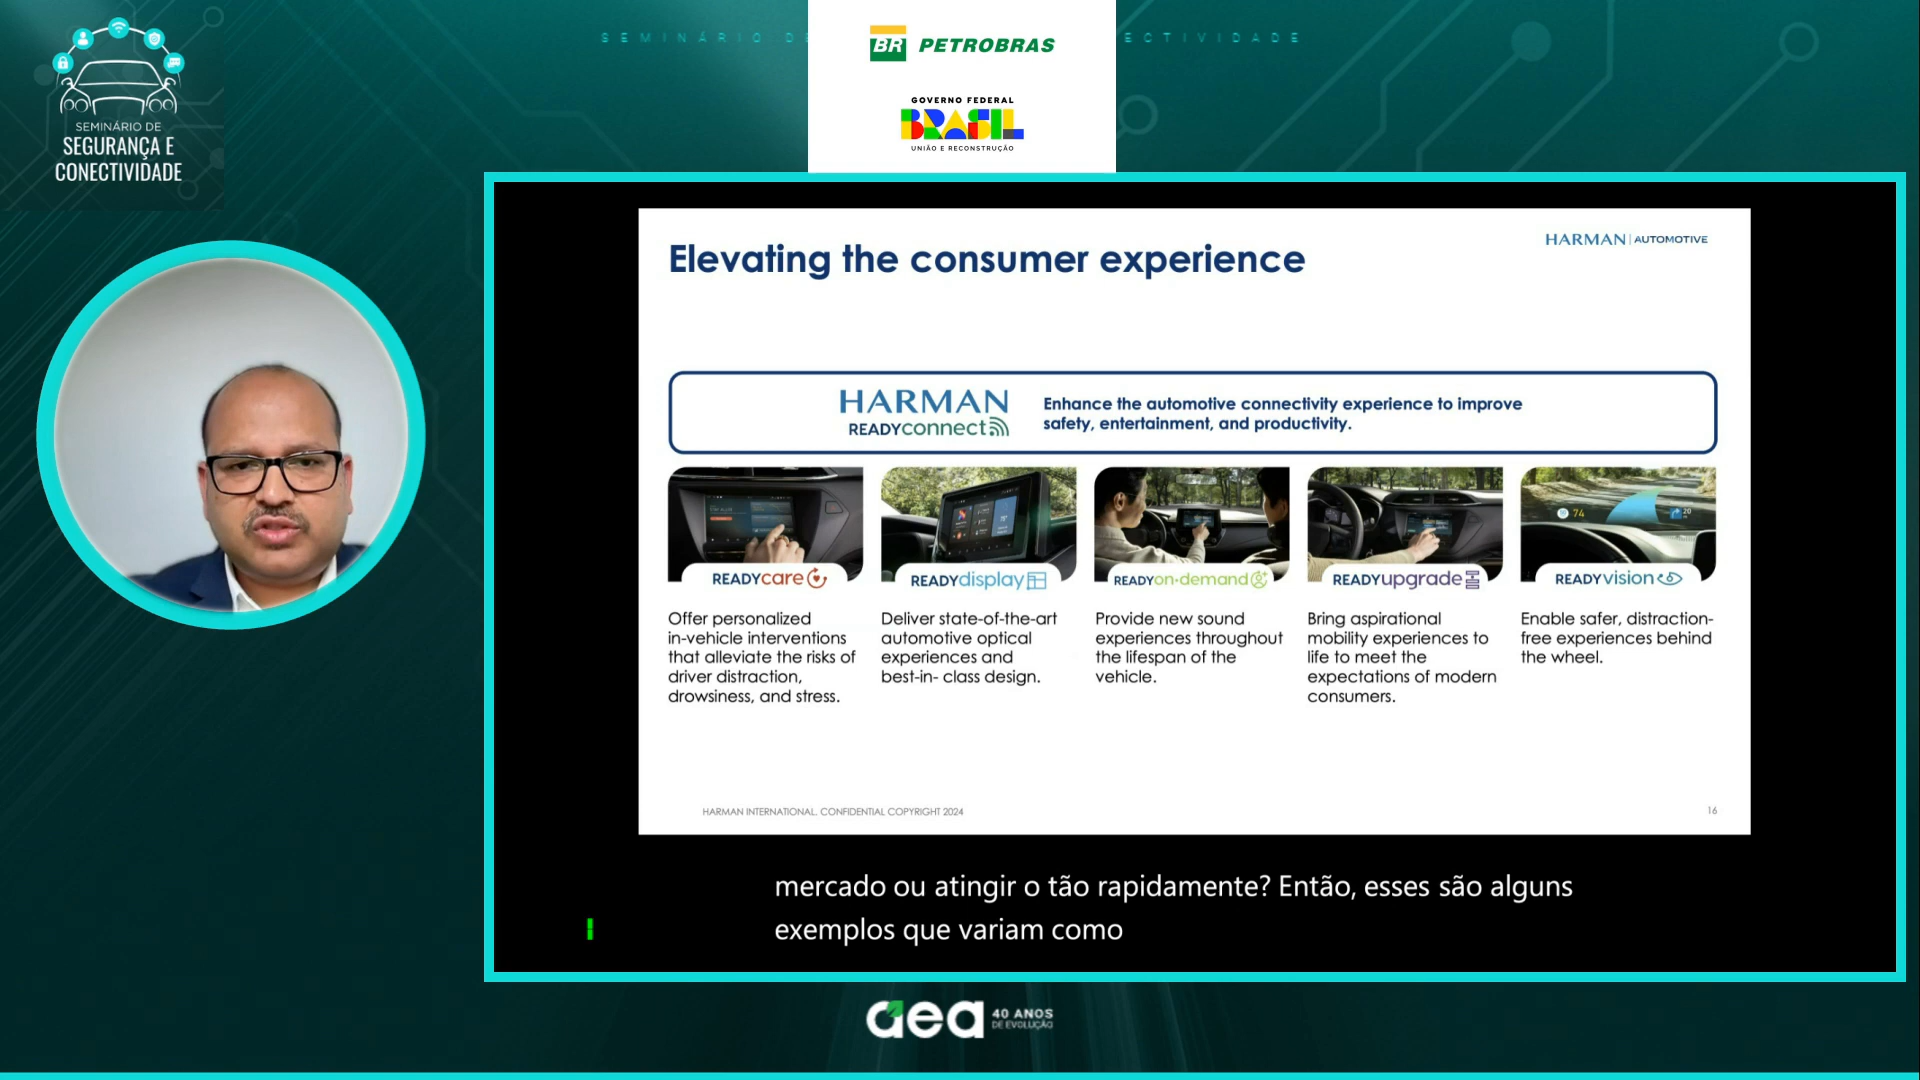 SEMINÁRIO DE
SEGURANÇA E
CONECTIVIDADE
BR PETROBRAS
GOVERNO FEDERAL
BRASIL
UNIÃO E RECONSTRUÇÃO
Elevating the consumer experience
HARMAN | AUTOMOTIVE
HARMAN
READYconnect
Enhance the automotive connectivity experience to improve
safety, entertainment, and productivity.
READYcare
Offer personalized
in-vehicle interventions
that alleviate the risks of
driver distraction,
drowsiness, and stress.
READYdisplay
Deliver state-of-the-art
automotive optical
experiences and
best-in- class design.
READYon-demand
Provide new sound
experiences throughout
the lifespan of the
vehicle.
READYupgrade
Bring aspirational
mobility experiences to
life to meet the
expectations of modern
consumers.
74
20
READYvision
Enable safer, distraction-
free experiences behind
the wheel.
HARMAN INTERNATIONAL. CONFIDENTIAL COPYRIGHT 2024
16
mercado ou atingir o tão rapidamente? Então, esses são alguns
exemplos que variam como
aea 40 ANOS
DE EVOLUÇÃO